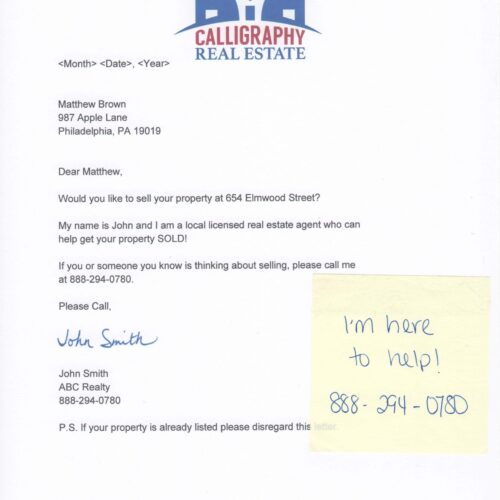 CALLIGRAPHY
REAL ESTATE
<Month> <Date>, <Year>
Matthew Brown
987 Apple Lane
Philadelphia, PA 19019
Dear Matthew,
Would you like to sell your property at 654 Elmwood Street?
My name is John and I am a local licensed real estate agent who can
help get your property SOLD!
If you or someone you know is thinking about selling, please call me
at 888-294-0780.
Please Call,
John Smith
John Smith
ABC Realty
888-294-0780
P.S. If your property is already listed please disregard this letter.
I'm here
to help!
888-294-0780